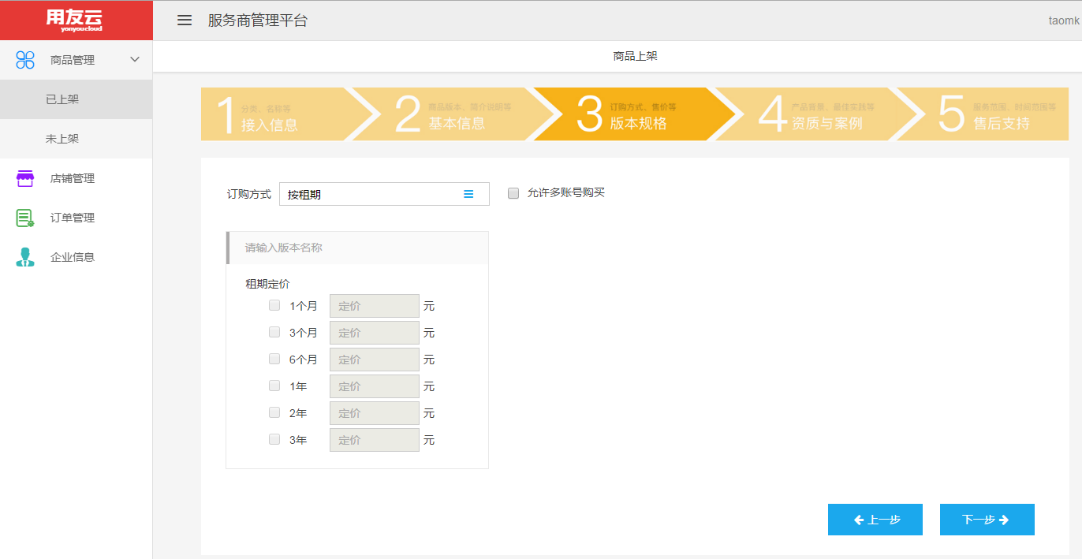 用友云
yonyoucloud
服务商管理平台
taomk
商品管理
已上架
未上架
店铺管理
订单管理
企业信息
商品上架
1 分类、名称等
接入信息
2 商品版本、简介说明等
基本信息
3 订购方式、售价等
版本规格
4 产品背景、最佳实践等
资质与案例
5 服务范围、时间范围等
售后支持
订购方式 按租期 允许多账号购买
请输入版本名称
租期定价
1个月 定价 元
3个月 定价 元
6个月 定价 元
1年 定价 元
2年 定价 元
3年 定价 元
上一步 下一步